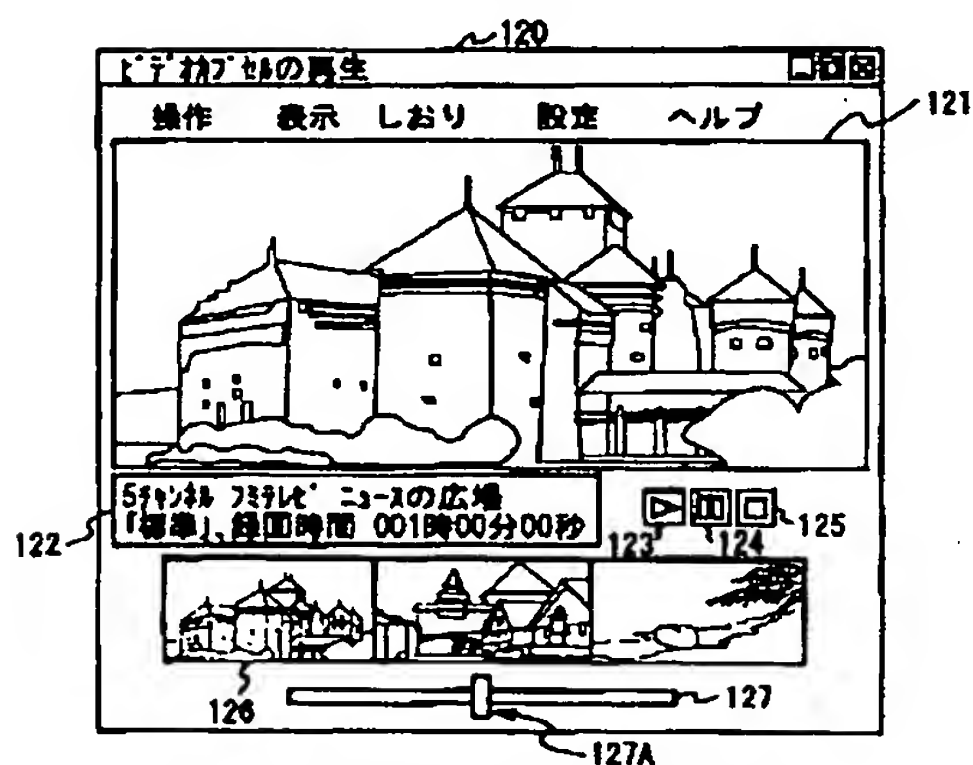 120
ビデオカプセルの再生
操作 表示 しおり 設定 ヘルプ
121
5チャンネル フミテレビ ニュースの広場
「標準」、録画時間 001時00分00秒
122
123 124 125
126
127
127A